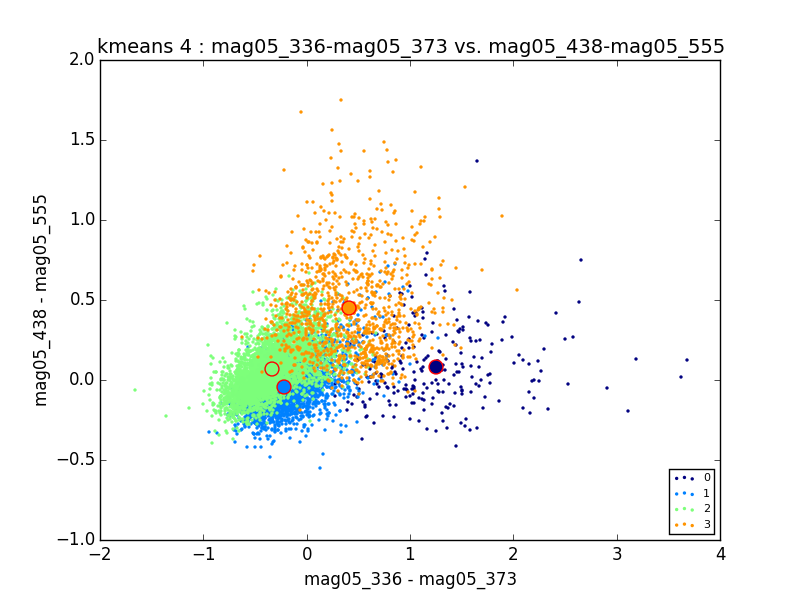 kmeans 4 : mag05_336-mag05_373 vs. mag05_438-mag05_555
2.0
1.5
1.0
0.5
0.0
−0.5
−1.0
mag05_438 - mag05_555
0
1
2
3
−2 −1 0 1 2 3 4
mag05_336 - mag05_373